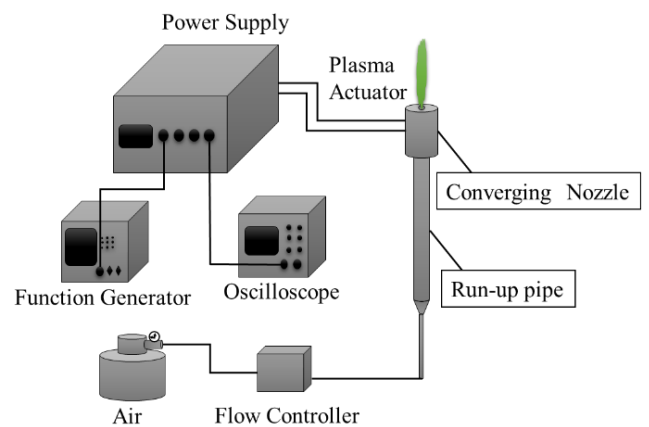 Power Supply
Plasma
Actuator
Converging Nozzle
Function Generator
Oscilloscope
Run-up pipe
Air
Flow Controller